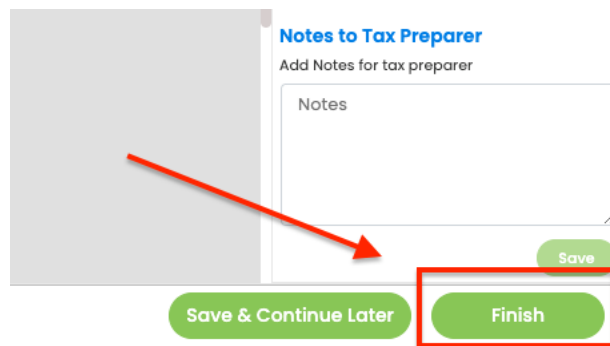 Notes to Tax Preparer
Add Notes for tax preparer
Notes
Save
Save & Continue Later
Finish